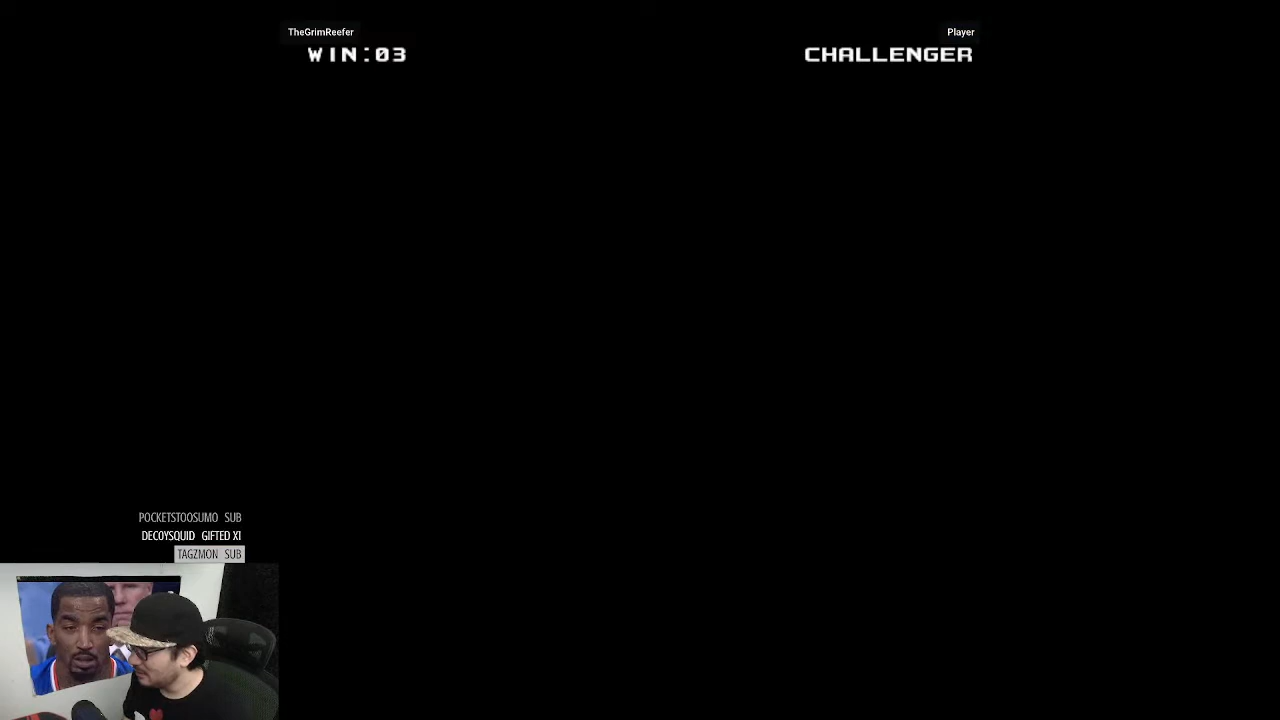 TheGrimReefer
Player
WIN:03
CHALLENGER
POCKETSTOOSUMO SUB
DECOYSQUID GIFTED X1
TAGZMON SUB